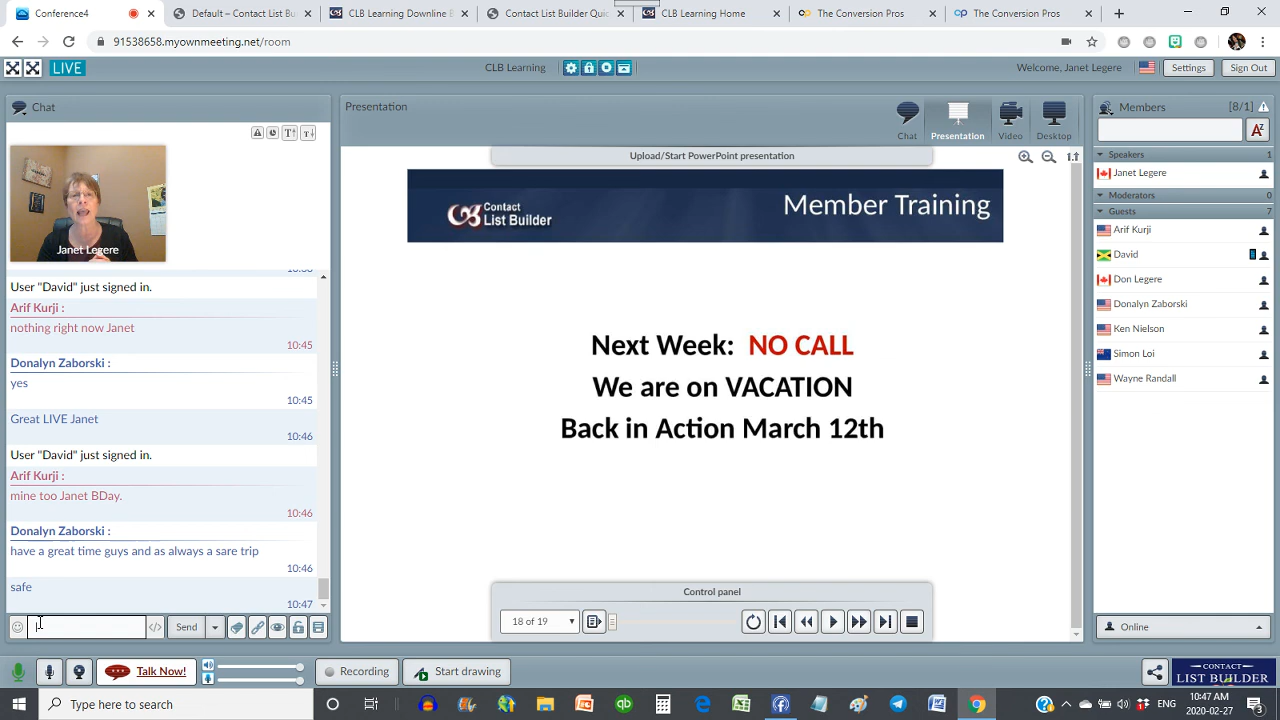 Conference4
Default – Contact List Bu
CLB Learning Downline B
Contact List Builder Quic
CLB Learning Home
The Conversion Pros
The Conversion Pros
91538658.myownmeeting.net/room
LIVE
CLB Learning
Welcome, Janet Legere
Settings
Sign Out
Chat
Janet Legere
User "David" just signed in.
Arif Kurji :
nothing right now Janet
10:45
Donalyn Zaborski :
yes
10:45
Great LIVE Janet
10:46
User "David" just signed in.
Arif Kurji :
mine too Janet BDay.
10:46
Donalyn Zaborski :
have a great time guys and as always a sare trip
10:46
safe
10:47
Send
Presentation
Chat
Presentation
Video
Desktop
Upload/Start PowerPoint presentation
1:1
Contact
List Builder
Member Training
Next Week: NO CALL
We are on VACATION
Back in Action March 12th
Control panel
18 of 19
Members
[8/1]
Speakers 1
Janet Legere
Moderators 0
Guests 7
Arif Kurji
David
Don Legere
Donalyn Zaborski
Ken Nielson
Simon Loi
Wayne Randall
Online
Talk Now!
Recording
Start drawing
CONTACT
LIST BUILDER
Type here to search
ENG
10:47 AM
2020-02-27